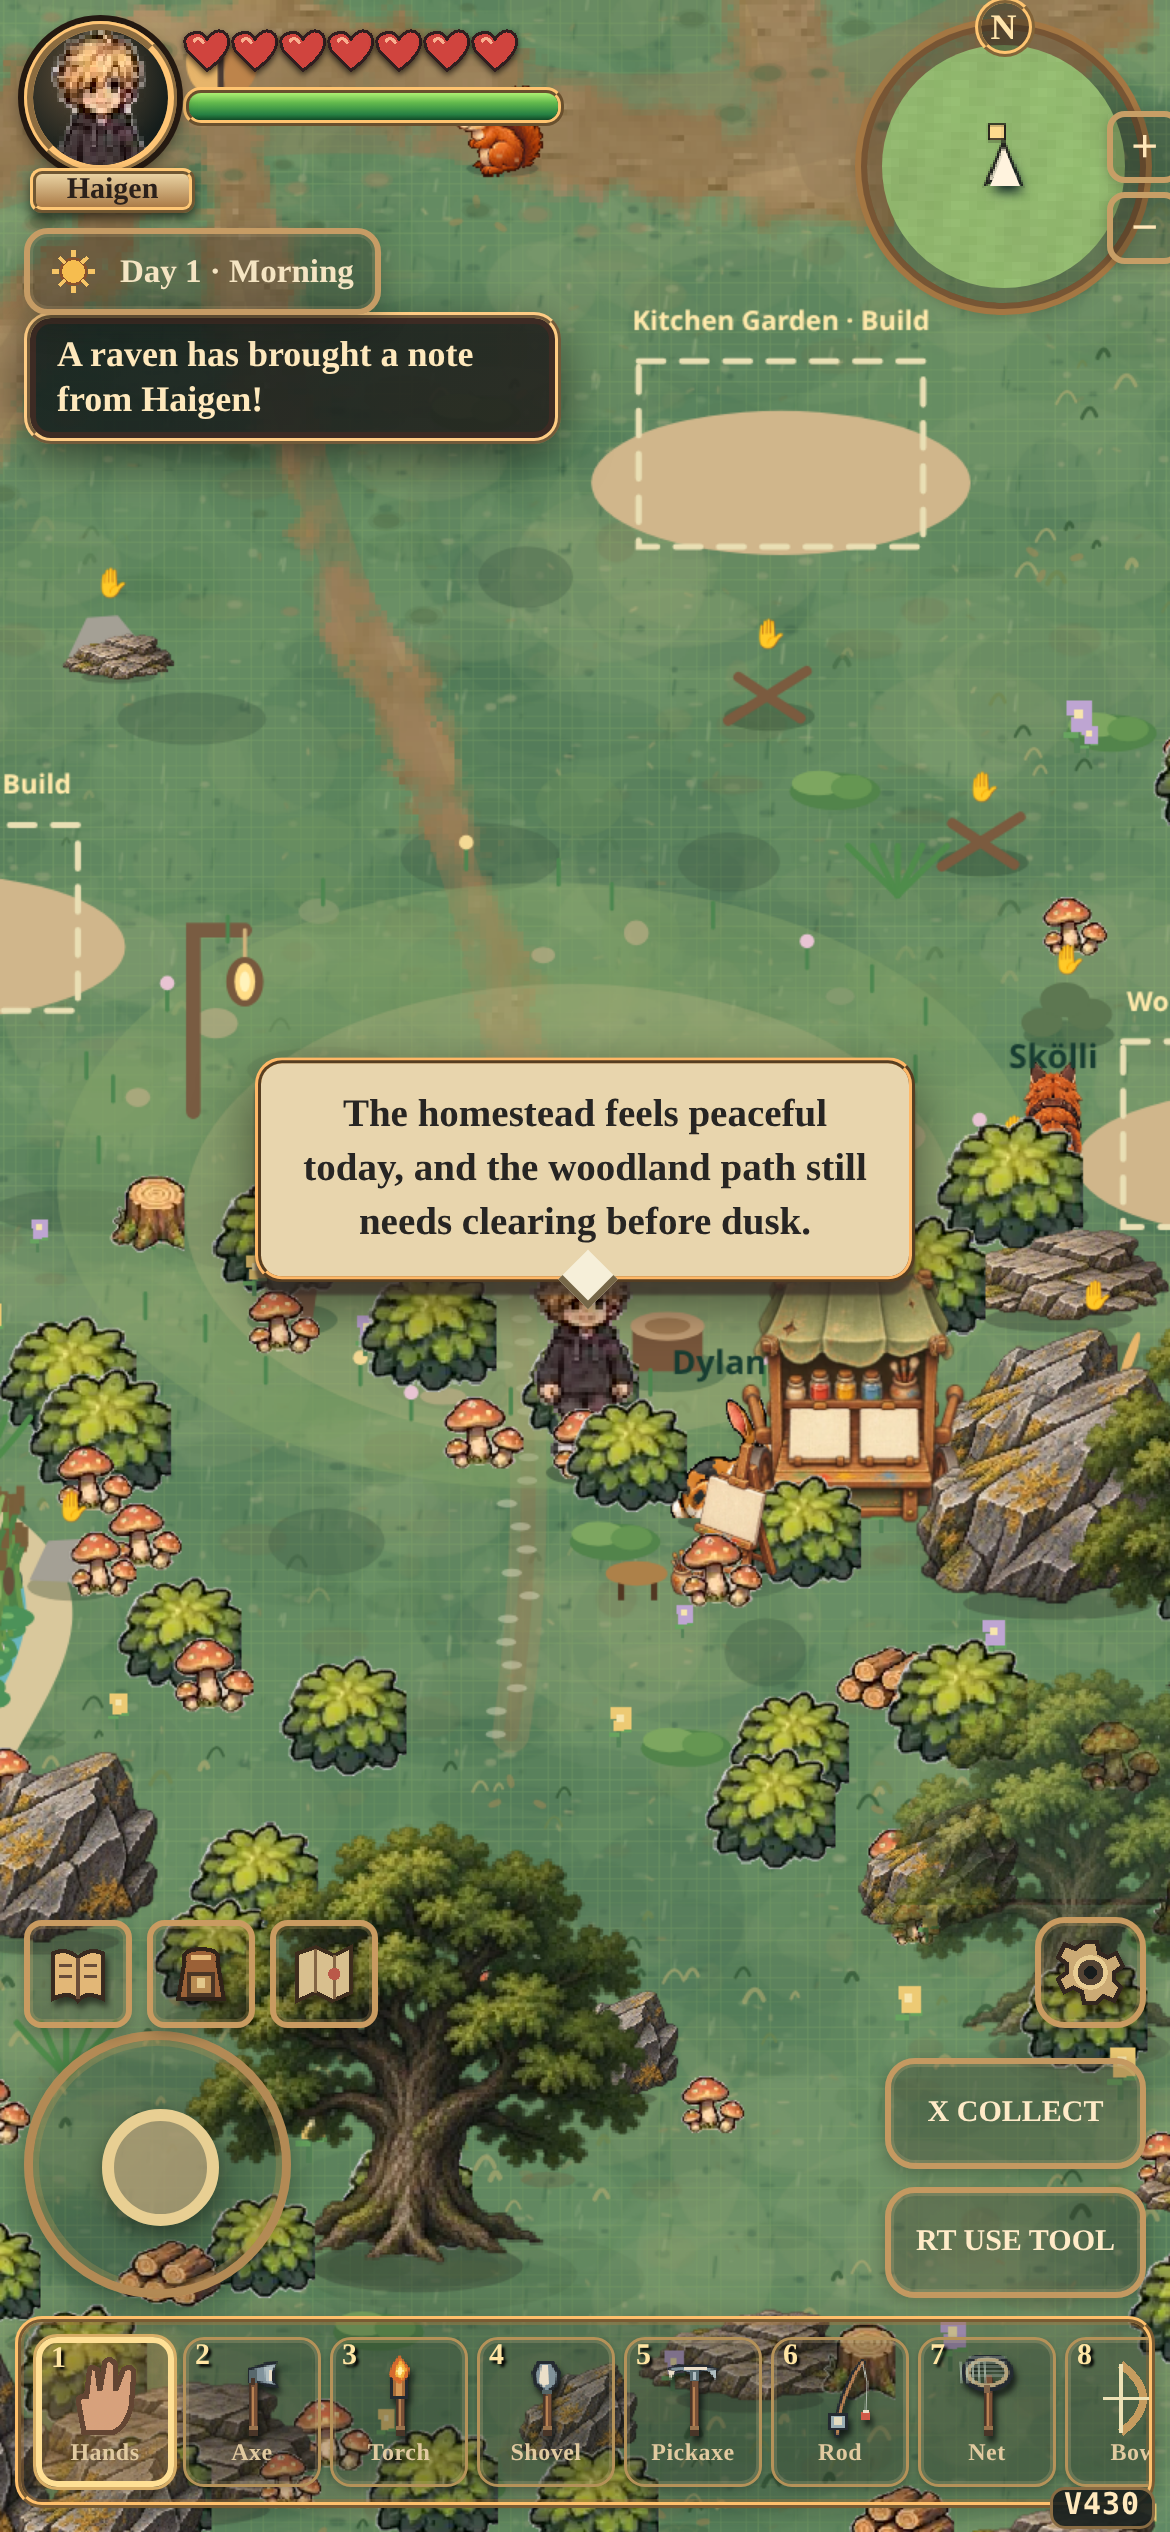 N
+
−
Haigen
Day 1 · Morning
A raven has brought a note
from Haigen!
Kitchen Garden · Build
Build
Wo
Skölli
The homestead feels peaceful
today, and the woodland path still
needs clearing before dusk.
Dylan
X COLLECT
RT USE TOOL
1 2 3 4 5 6 7 8
Hands Axe Torch Shovel Pickaxe Rod Net Bow
V430